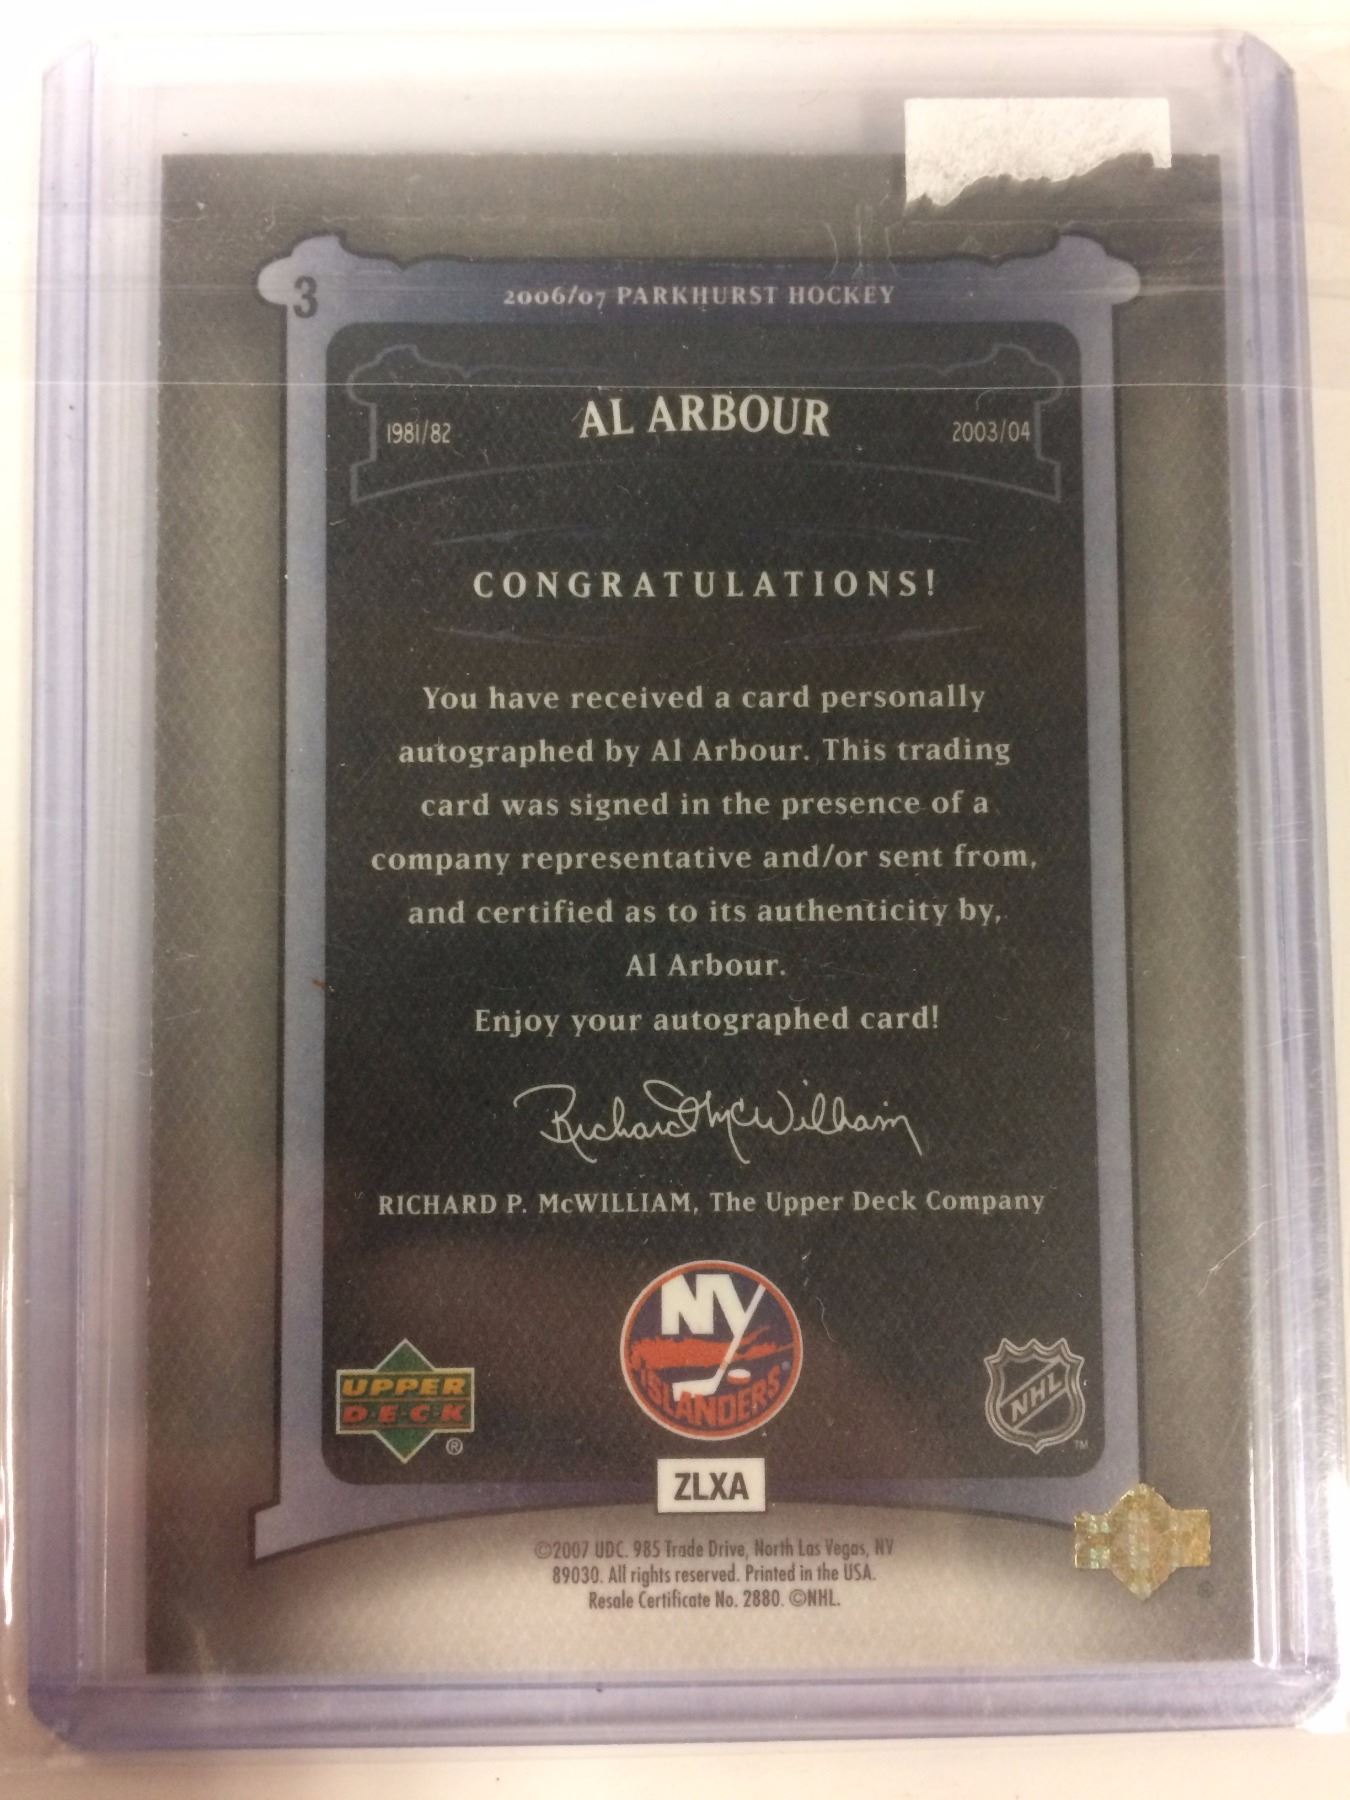 3
2006/07 PARKHURST HOCKEY
1981/82
AL ARBOUR
2003/04
CONGRATULATIONS!
You have received a card personally
autographed by Al Arbour. This trading
card was signed in the presence of a
company representative and/or sent from,
and certified as to its authenticity by,
Al Arbour.
Enjoy your autographed card!
Richard McWilliam
RICHARD P. McWILLIAM, The Upper Deck Company
NY
ISLANDERS
UPPER
D·E·C·K
®
NHL
TM
ZLXA
©2007 UDC. 985 Trade Drive, North Las Vegas, NV
89030. All rights reserved. Printed in the USA.
Resale Certificate No. 2880. ©NHL.